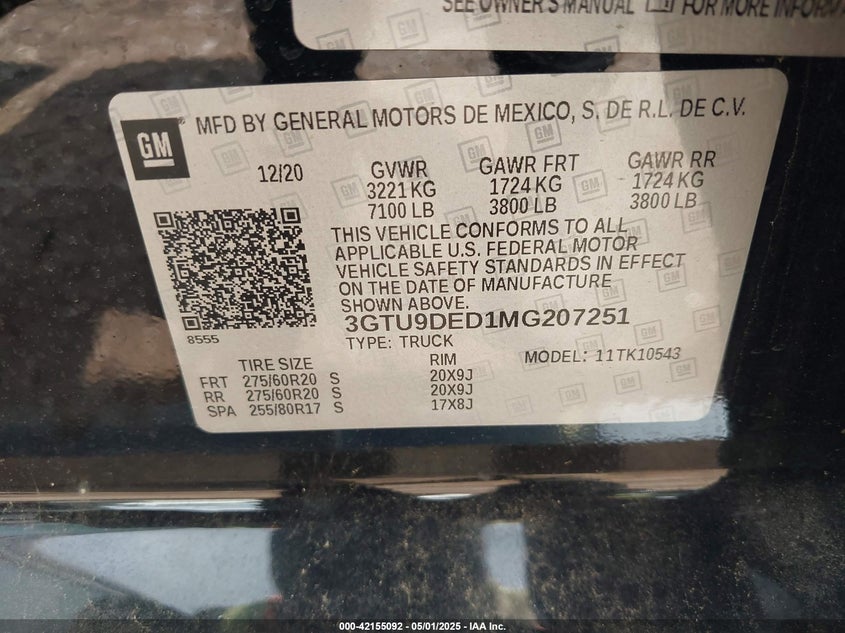 SEE OWNER'S MANUAL FOR MORE INFORM
GM
MFD BY GENERAL MOTORS DE MEXICO, S. DE R.L. DE C.V.
12/20 GVWR GAWR FRT GAWR RR
3221 KG 1724 KG 1724 KG
7100 LB 3800 LB 3800 LB
THIS VEHICLE CONFORMS TO ALL
APPLICABLE U.S. FEDERAL MOTOR
VEHICLE SAFETY STANDARDS IN EFFECT
ON THE DATE OF MANUFACTURE
SHOWN ABOVE.
3GTU9DED1MG207251
8555
TYPE: TRUCK MODEL: 11TK10543
TIRE SIZE RIM
FRT 275/60R20 S 20X9J
RR 275/60R20 S 20X9J
SPA 255/80R17 S 17X8J
000-42155092 - 05/01/2025 - IAA Inc.